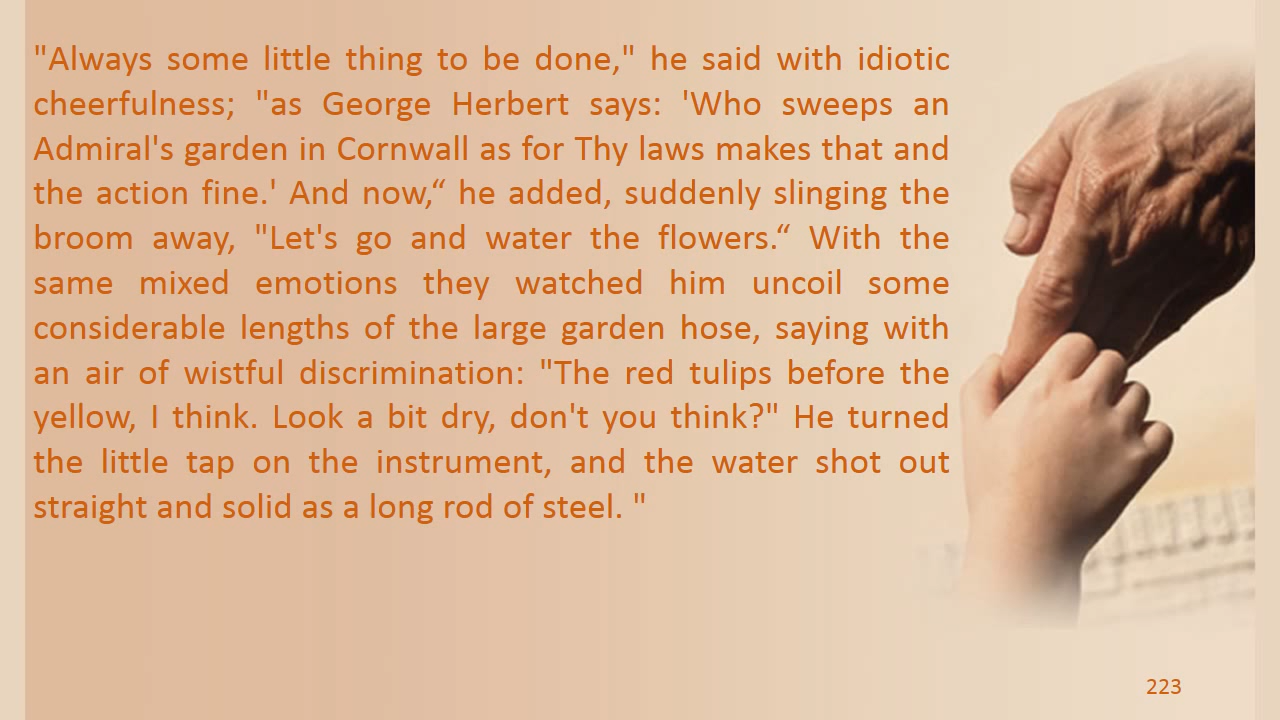 "Always some little thing to be done," he said with idiotic
cheerfulness; "as George Herbert says: 'Who sweeps an
Admiral's garden in Cornwall as for Thy laws makes that and
the action fine.' And now,“ he added, suddenly slinging the
broom away, "Let's go and water the flowers.“ With the
same mixed emotions they watched him uncoil some
considerable lengths of the large garden hose, saying with
an air of wistful discrimination: "The red tulips before the
yellow, I think. Look a bit dry, don't you think?" He turned
the little tap on the instrument, and the water shot out
straight and solid as a long rod of steel. "
223